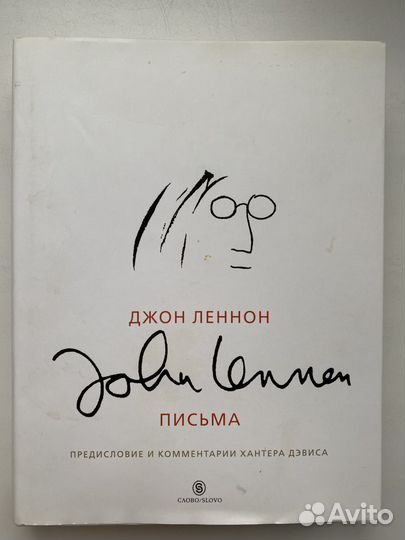 ДЖОН ЛЕННОН
John Lennon
ПИСЬМА
ПРЕДИСЛОВИЕ И КОММЕНТАРИИ ХАНТЕРА ДЭВИСА
СЛОВО/SLOVO
Avito